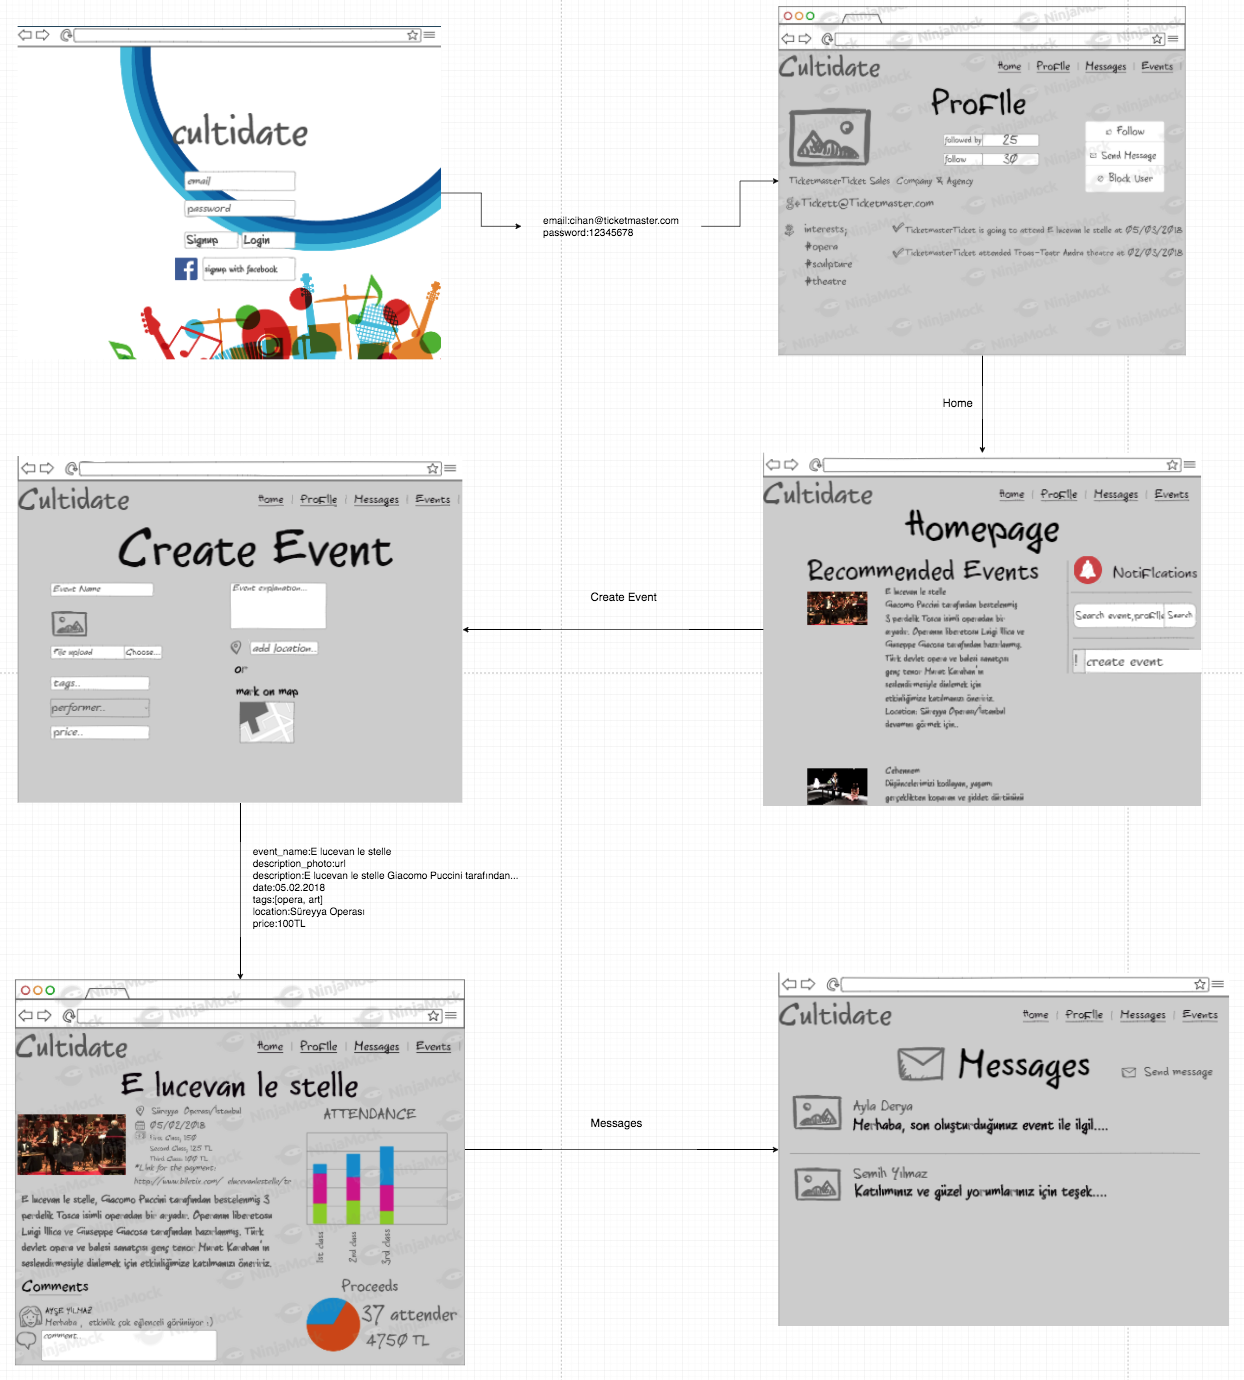 cultidate
email
password
Signup
Login
signup with facebook
email:cihan@ticketmaster.com
password:12345678
Cultidate
Home | Profile | Messages | Events |
Profile
followed by 25
follow 30
Follow
Send Message
Block User
TicketmasterTicket Sales Company & Agency
Tickett@Ticketmaster.com
interests;
#opera
#sculpture
#theatre
TicketmasterTicket is going to attend E lucevan le stelle at 05/03/2018
TicketmasterTicket attended Troas-Teatr Andra theatre at 02/03/2018
Home
Cultidate
Home | Profile | Messages | Events
Homepage
Recommended Events
E lucevan le stelle
Giacomo Puccini tarafından bestelenmiş
3 perdelik Tosca isimli operadan bir
aryadır. Operanın liberetosu Luigi Illica ve
Giuseppe Giacosa tarafından hazırlanmış.
Türk devlet opera ve balesi sanatçısı
genç tenor Murat Karahan'ın
seslendirmesiyle dinlemek için
etkinliğimize katılmanızı öneririz.
Location: Süreyya Operası/İstanbul
devamını görmek için..
Cehennem
Düşüncelerimizi kodlayan, yaşamı
gerçeklikten koparan ve şiddet dürtüsünü
Notifications
Search event,profile
Search
! create event
Create Event
Cultidate
Home | Profile | Messages | Events |
Create Event
Event Name
File upload
Choose...
tags..
performer..
price..
Event explanation...
add location..
or
mark on map
event_name:E lucevan le stelle
description_photo:url
description:E lucevan le stelle Giacomo Puccini tarafından...
date:05.02.2018
tags:[opera, art]
location:Süreyya Operası
price:100TL
Cultidate
Home | Profile | Messages | Events |
E lucevan le stelle
Süreyya Operası/İstanbul
05/02/2018
First Class, 150
Second Class, 125 TL
Third Class 100 TL
*Link for the payment:
http://www.biletix.com/ elucevanlestelle/tr
E lucevan le stelle, Giacomo Puccini tarafından bestelenmiş 3
perdelik Tosca isimli operadan bir aryadır. Operanın liberetosu
Luigi Illica ve Giuseppe Giacosa tarafından hazırlanmış. Türk
devlet opera ve balesi sanatçısı genç tenor Murat Karahan'ın
seslendirmesiyle dinlemek için etkinliğimize katılmanızı öneririz.
ATTENDANCE
1st class
2nd class
3rd class
Comments
AYŞE YILMAZ
Merhaba , etkinlik çok eğlenceli görünüyor :)
comment..
Proceeds
37 attender
4750 TL
Messages
Cultidate
Home | Profile | Messages | Events
Messages
Send message
Ayla Derya
Merhaba, son oluşturduğunuz event ile ilgil....
Semih Yılmaz
Katılımınız ve güzel yorumlarınız için teşek....
NinjaMock